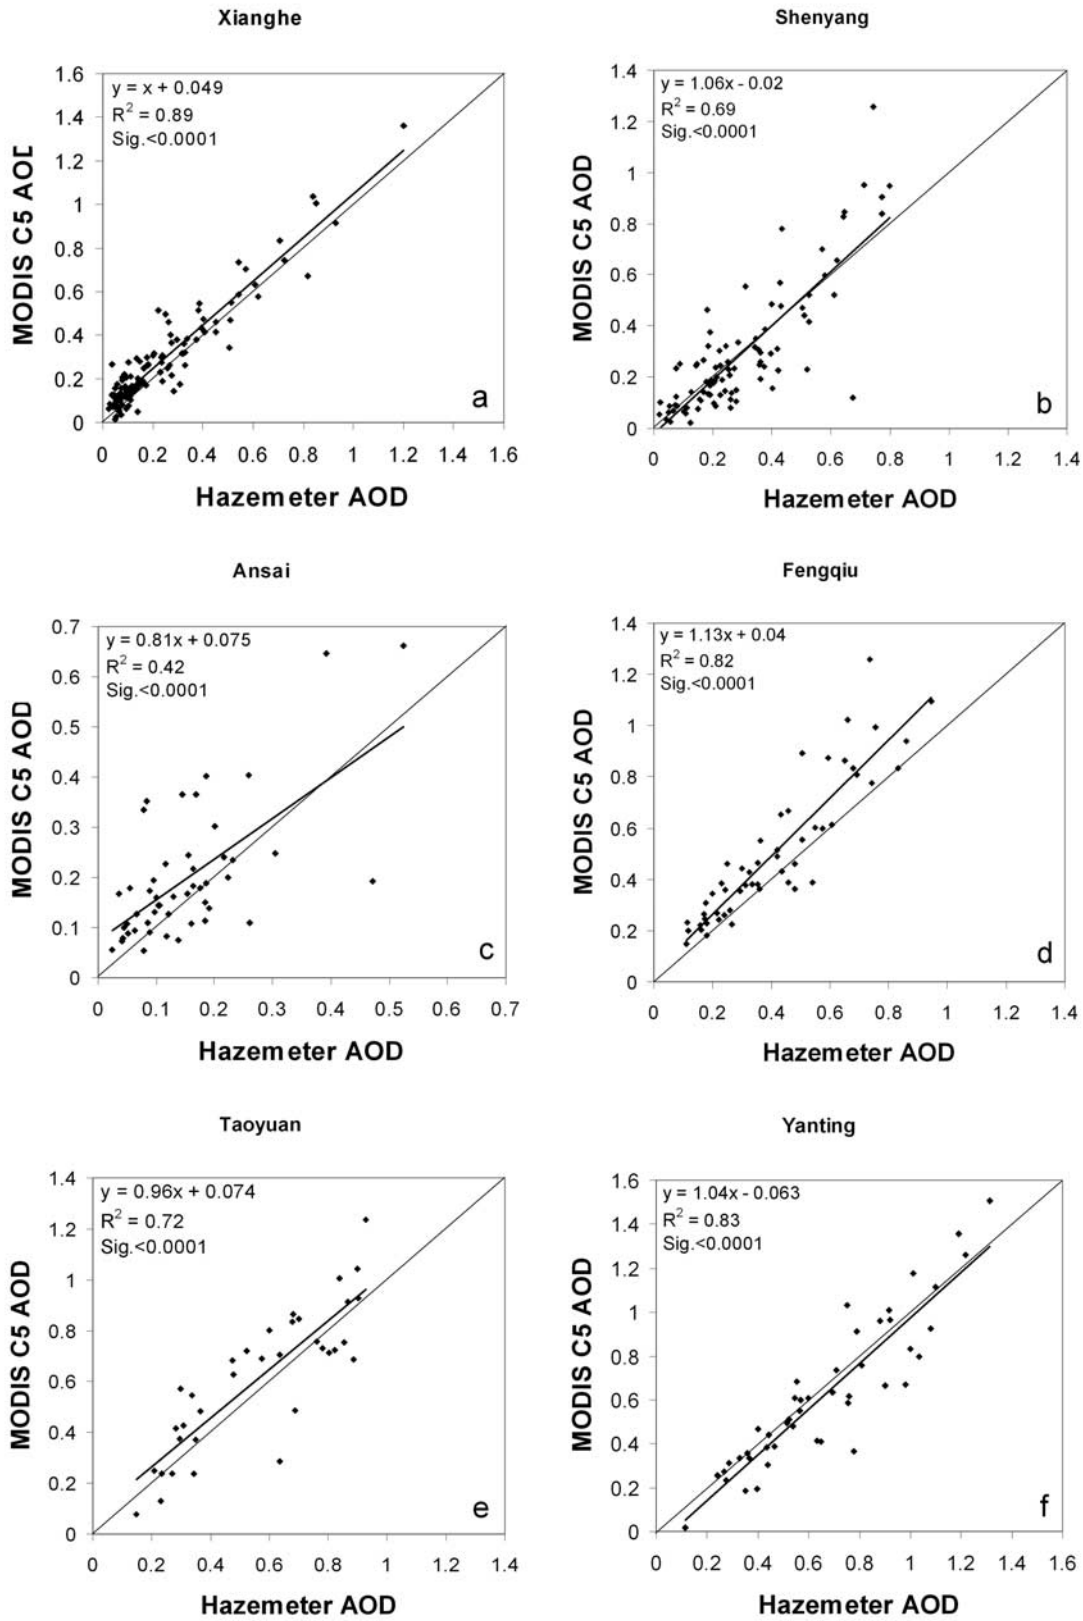 Xianghe
y = x + 0.049
R² = 0.89
Sig.<0.0001
1.6
1.4
1.2
1
0.8
0.6
0.4
0.2
0
MODIS C5 AOD
a
0 0.2 0.4 0.6 0.8 1 1.2 1.4 1.6
Hazemeter AOD
Shenyang
y = 1.06x - 0.02
R² = 0.69
Sig.<0.0001
1.4
1.2
1
0.8
0.6
0.4
0.2
0
MODIS C5 AOD
b
0 0.2 0.4 0.6 0.8 1 1.2 1.4
Hazemeter AOD
Ansai
y = 0.81x + 0.075
R² = 0.42
Sig.<0.0001
0.7
0.6
0.5
0.4
0.3
0.2
0.1
0
MODIS C5 AOD
c
0 0.1 0.2 0.3 0.4 0.5 0.6 0.7
Hazemeter AOD
Fengqiu
y = 1.13x + 0.04
R² = 0.82
Sig.<0.0001
1.4
1.2
1
0.8
0.6
0.4
0.2
0
MODIS C5 AOD
d
0 0.2 0.4 0.6 0.8 1 1.2 1.4
Hazemeter AOD
Taoyuan
y = 0.96x + 0.074
R² = 0.72
Sig.<0.0001
1.4
1.2
1
0.8
0.6
0.4
0.2
0
MODIS C5 AOD
e
0 0.2 0.4 0.6 0.8 1 1.2 1.4
Hazemeter AOD
Yanting
y = 1.04x - 0.063
R² = 0.83
Sig.<0.0001
1.6
1.4
1.2
1
0.8
0.6
0.4
0.2
0
MODIS C5 AOD
f
0 0.2 0.4 0.6 0.8 1 1.2 1.4 1.6
Hazemeter AOD